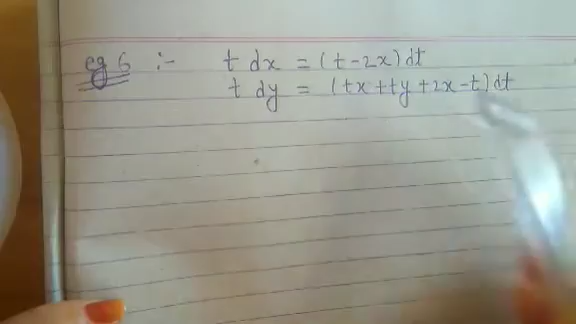 eg 6 :- t dx = (t-2x)dt
t dy = (tx+ty+2x-t)dt